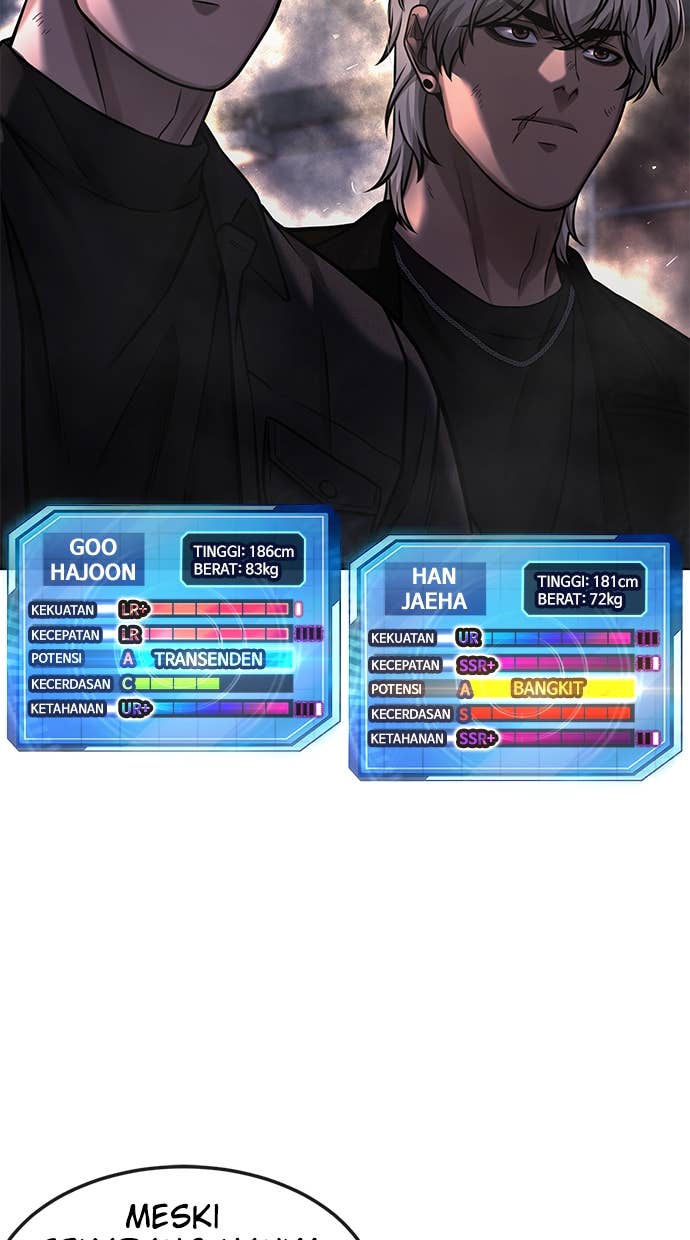 GOO
HAJOON
TINGGI: 186cm
BERAT: 83kg
KEKUATAN LR+
KECEPATAN LR
POTENSI A TRANSENDEN
KECERDASAN C
KETAHANAN UR+
HAN
JAEHA
TINGGI: 181cm
BERAT: 72kg
KEKUATAN UR
KECEPATAN SSR+
POTENSI A BANGKIT
KECERDASAN S
KETAHANAN SSR+
MESKI